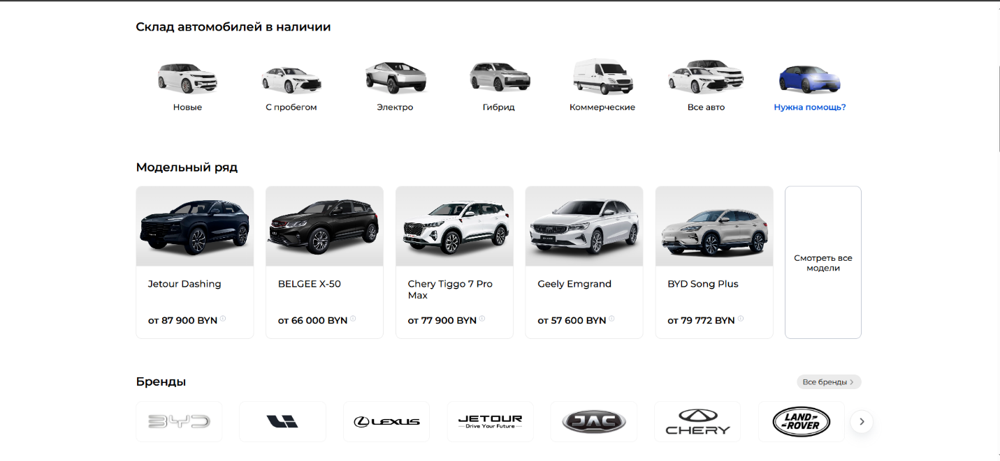 Склад автомобилей в наличии
Новые
С пробегом
Электро
Гибрид
Коммерческие
Все авто
Нужна помощь?
Модельный ряд
Jetour Dashing
от 87 900 BYN
BELGEE X-50
от 66 000 BYN
Chery Tiggo 7 Pro
Max
от 77 900 BYN
Geely Emgrand
от 57 600 BYN
BYD Song Plus
от 79 772 BYN
Смотреть все
модели
Бренды
Все бренды
BYD
LEXUS
JETOUR
Drive Your Future
JAC
CHERY
LAND-
-ROVER